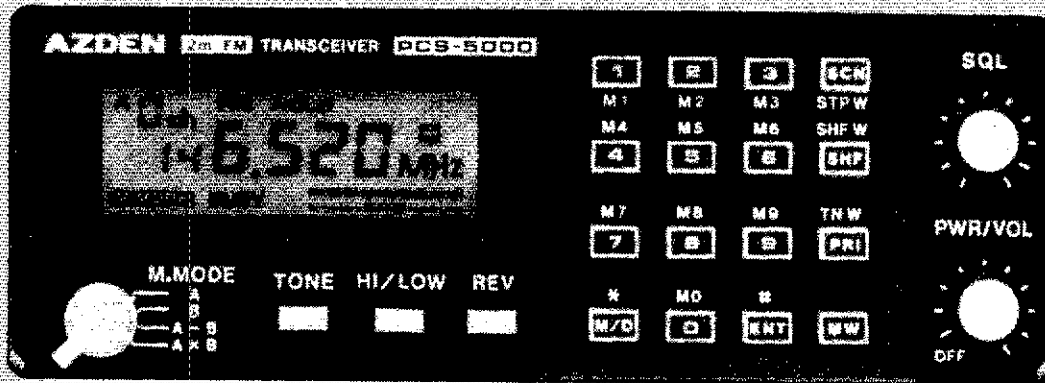 AZDEN 2m FM TRANSCEIVER PCS-5000
146.520 MHz
M.MODE
A
B
A - B
A × B
TONE HI/LOW REV
1 2 3 SCN
M1 M2 M3 STP W
M4 M5 M6 SHF W
4 5 6 SHF
M7 M8 M9 TN W
7 8 9 PRI
* M0 #
M/D 0 ENT MW
SQL
PWR/VOL
OFF